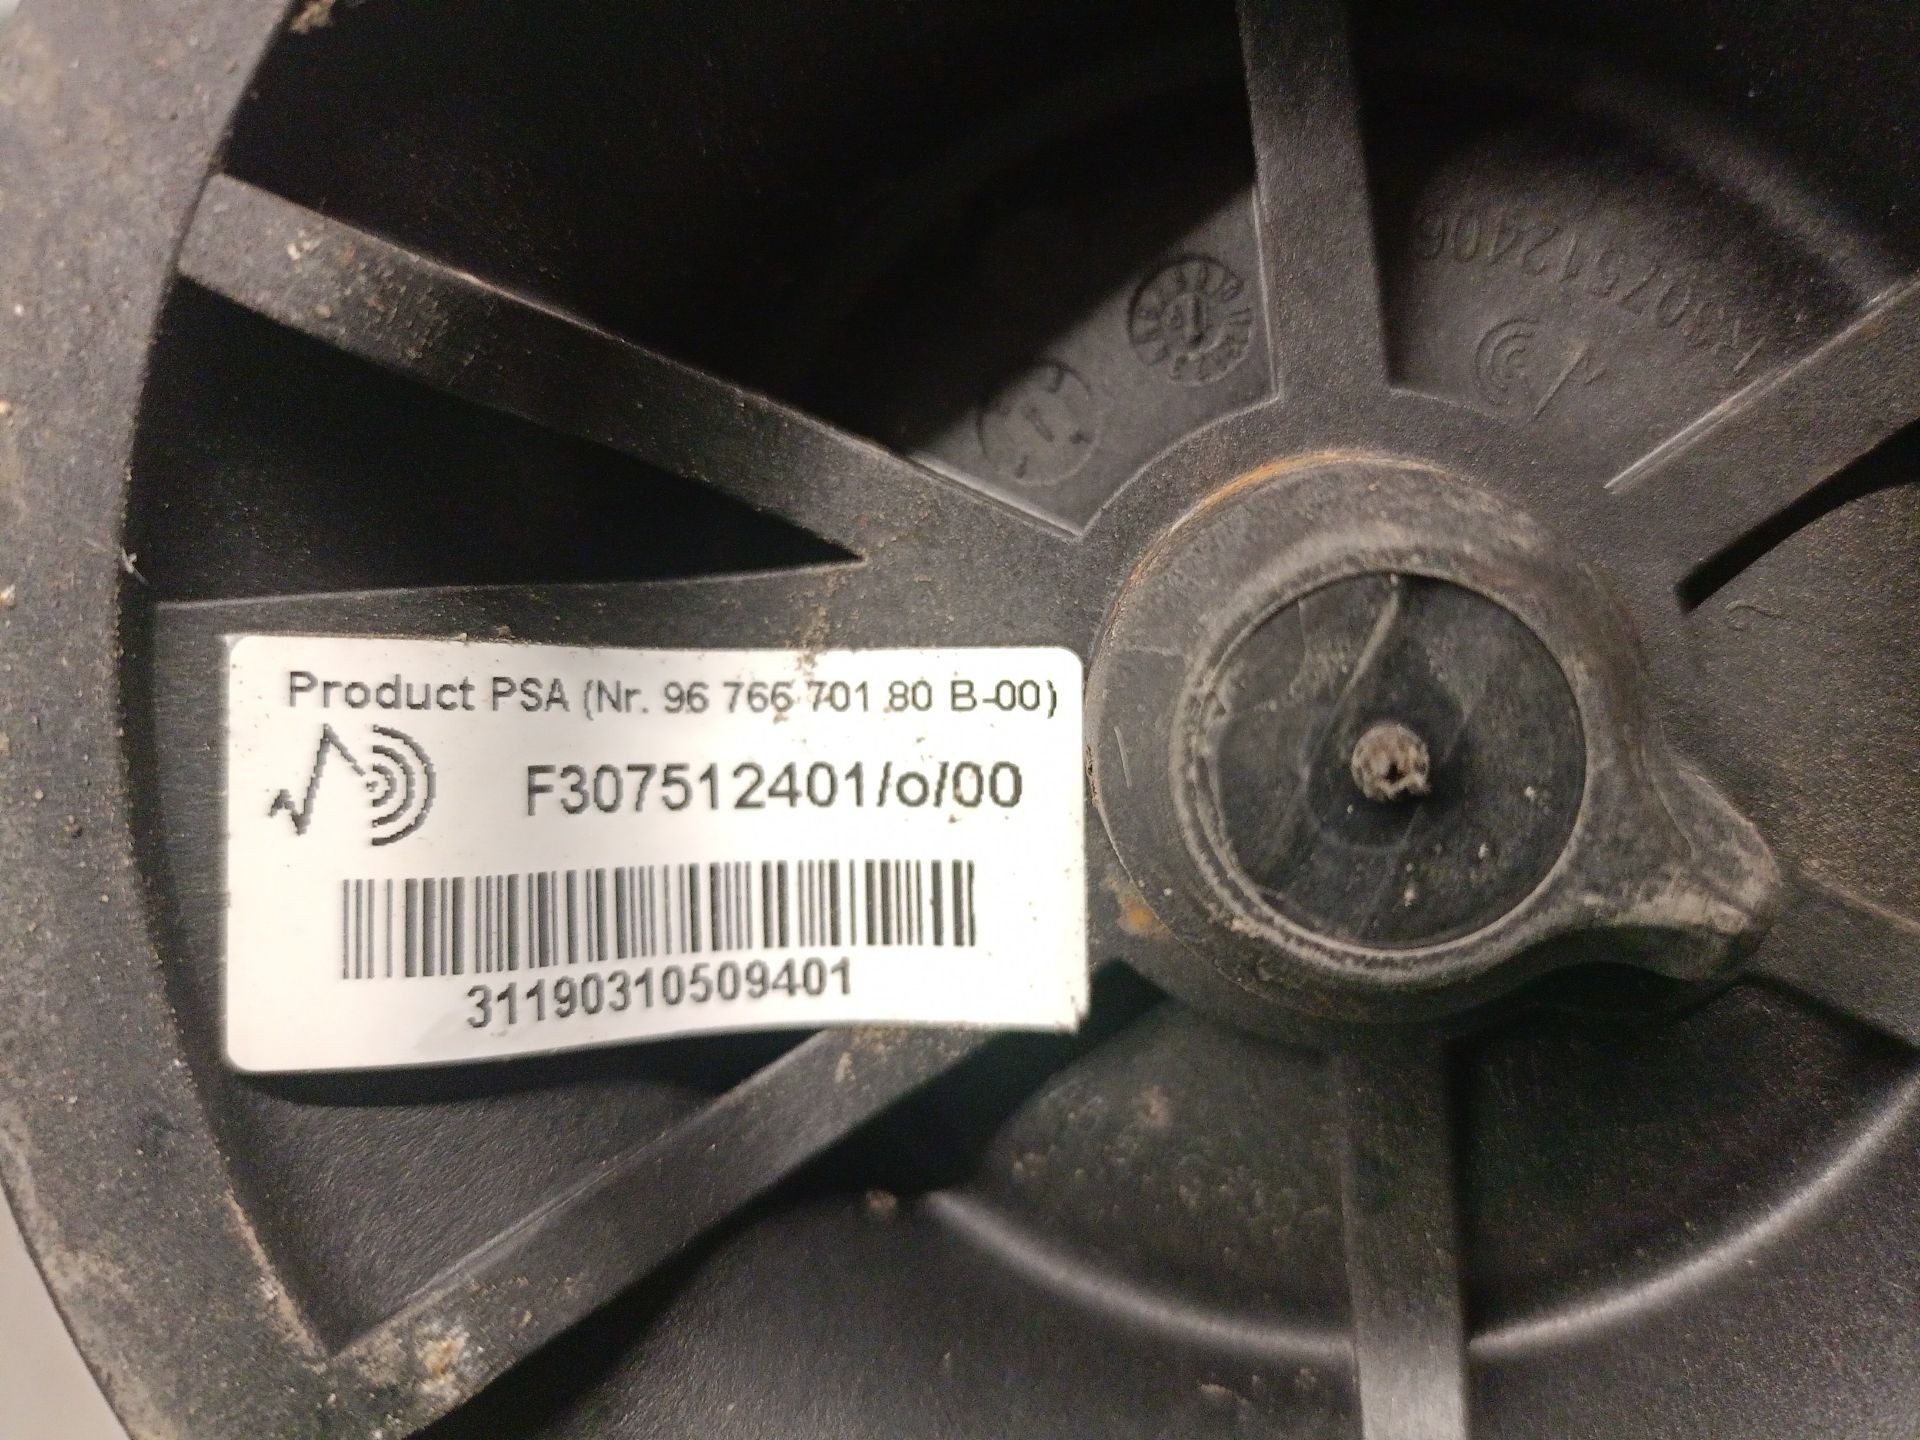 Product PSA (Nr. 96 766 701 80 B-00)
F307512401/o/00
31190310509401